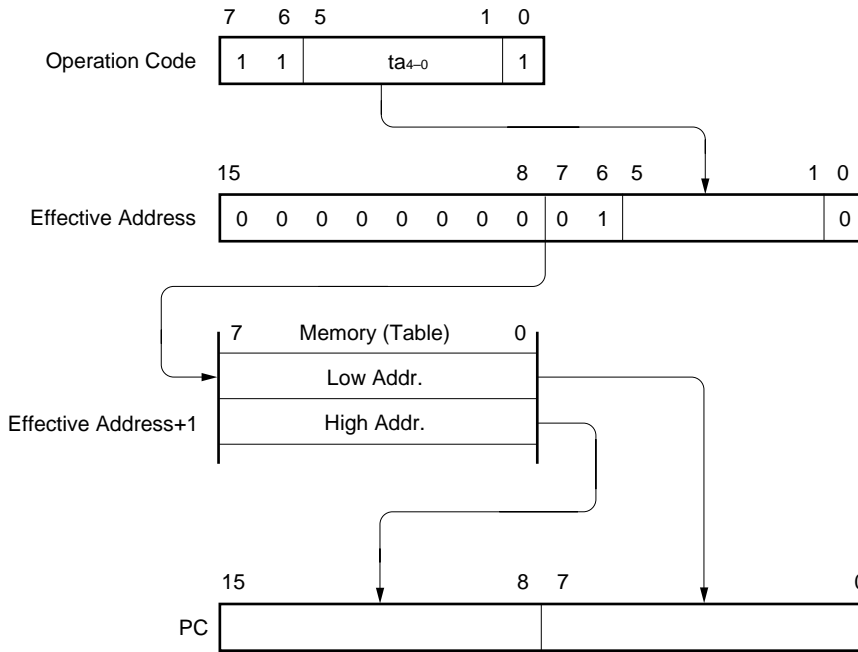 7 6 5 1 0
Operation Code 1 1 ta4–0 1
15 8 7 6 5 1 0
Effective Address 0 0 0 0 0 0 0 0 0 1 0
7 Memory (Table) 0
Low Addr.
Effective Address+1 High Addr.
15 8 7 0
PC